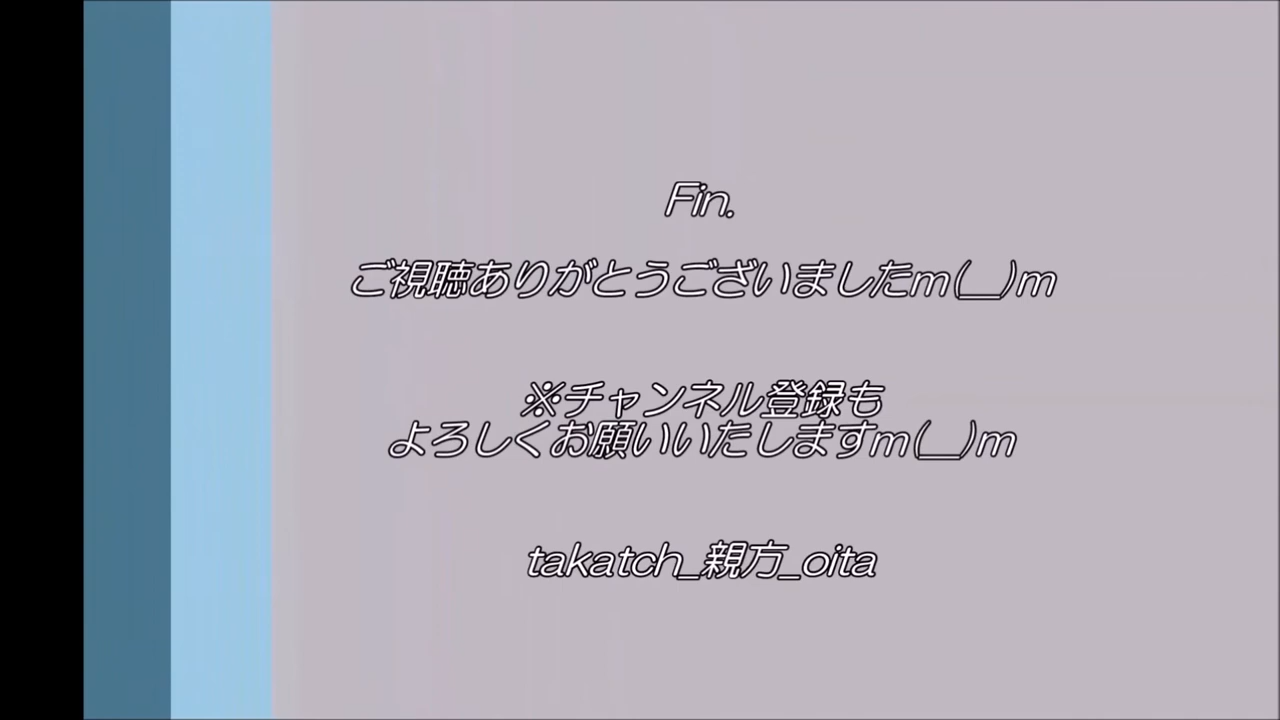 Fin.
ご視聴ありがとうございましたm(__)m
※チャンネル登録も
よろしくお願いいたしますm(__)m
takatch_親方_oita